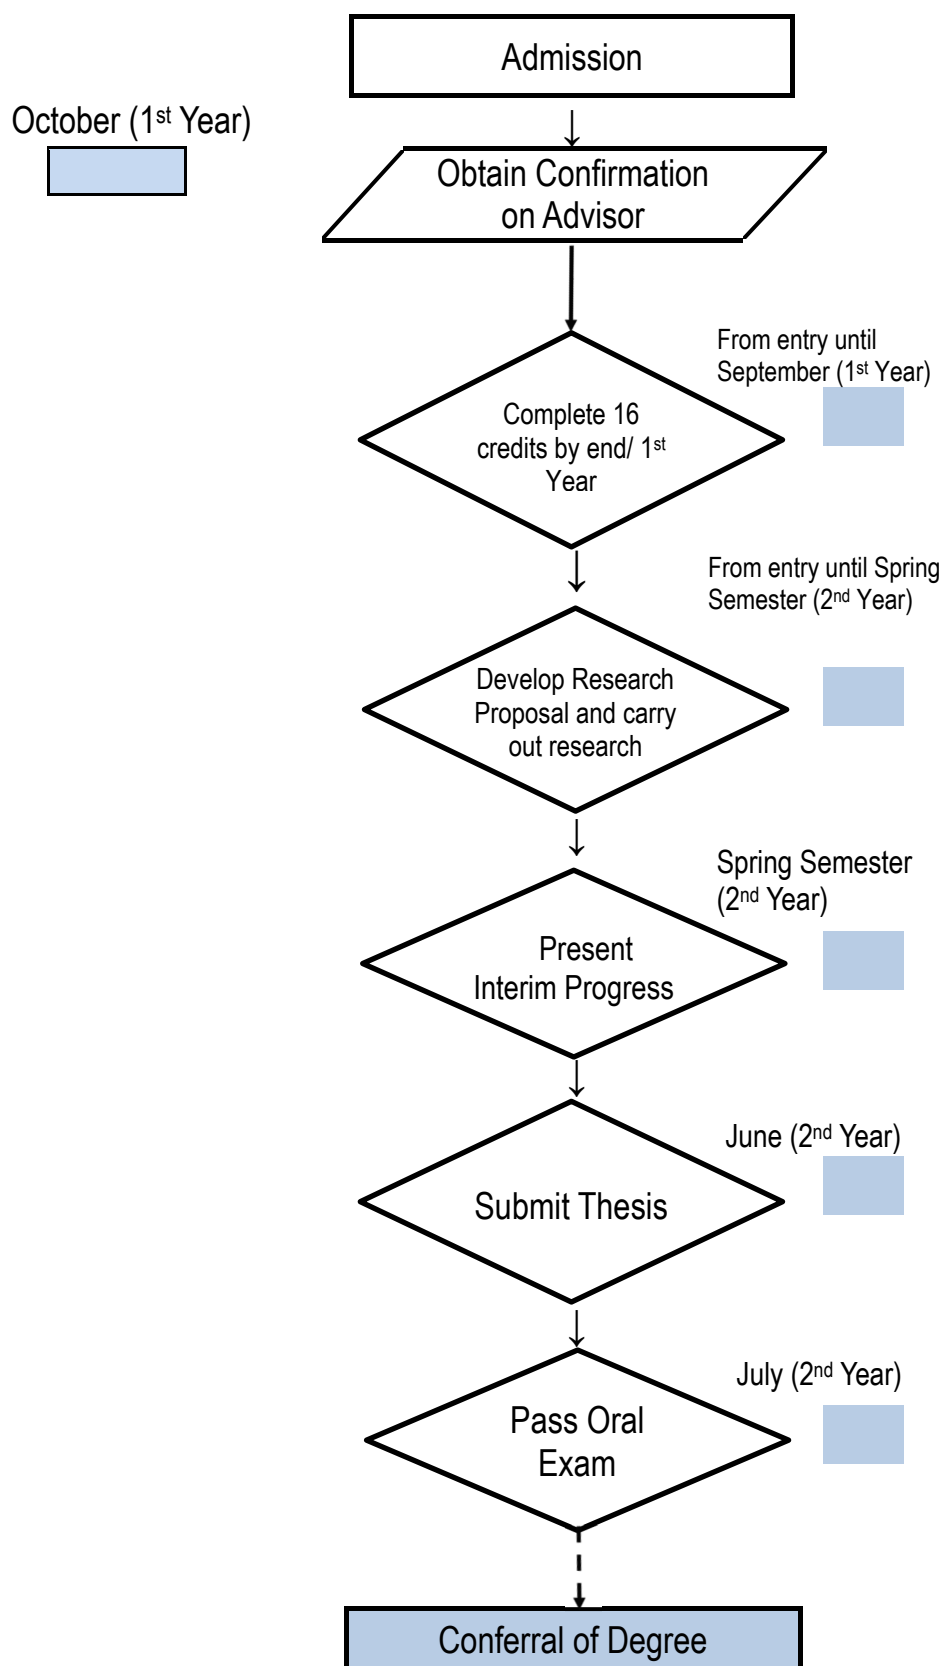 Admission
October (1st Year)
Obtain Confirmation
on Advisor
From entry until
September (1st Year)
Complete 16
credits by end/ 1st
Year
From entry until Spring
Semester (2nd Year)
Develop Research
Proposal and carry
out research
Spring Semester
(2nd Year)
Present
Interim Progress
June (2nd Year)
Submit Thesis
July (2nd Year)
Pass Oral
Exam
Conferral of Degree